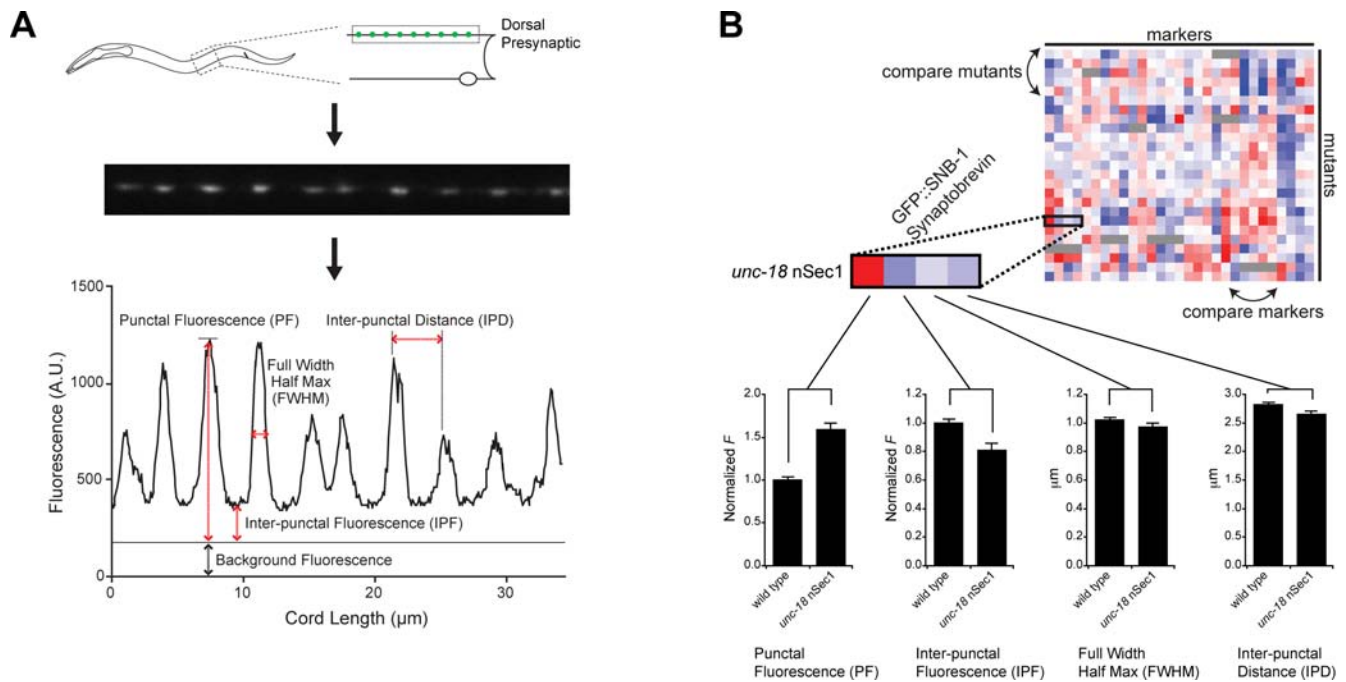 A
Dorsal
Presynaptic
1500
1000
500
0
Fluorescence (A.U.)
Punctal Fluorescence (PF)
Inter-punctal Distance (IPD)
Full Width
Half Max
(FWHM)
Inter-punctal Fluorescence (IPF)
Background Fluorescence
0
10
20
30
Cord Length (μm)
B
markers
compare mutants
mutants
GFP::SNB-1
Synaptobrevin
unc-18 nSec1
compare markers
2.0
1.5
1.0
0.5
0.0
Normalized F
wild type
unc-18 nSec1
Punctal
Fluorescence (PF)
1.2
1.0
0.8
0.6
0.4
0.2
0
Normalized F
wild type
unc-18 nSec1
Inter-punctal
Fluorescence (IPF)
1.2
1.0
0.8
0.6
0.4
0.2
0.0
μm
wild type
unc-18 nSec1
Full Width
Half Max (FWHM)
3.0
2.5
2.0
1.5
1.0
0.5
0.0
μm
wild type
unc-18 nSec1
Inter-punctal
Distance (IPD)